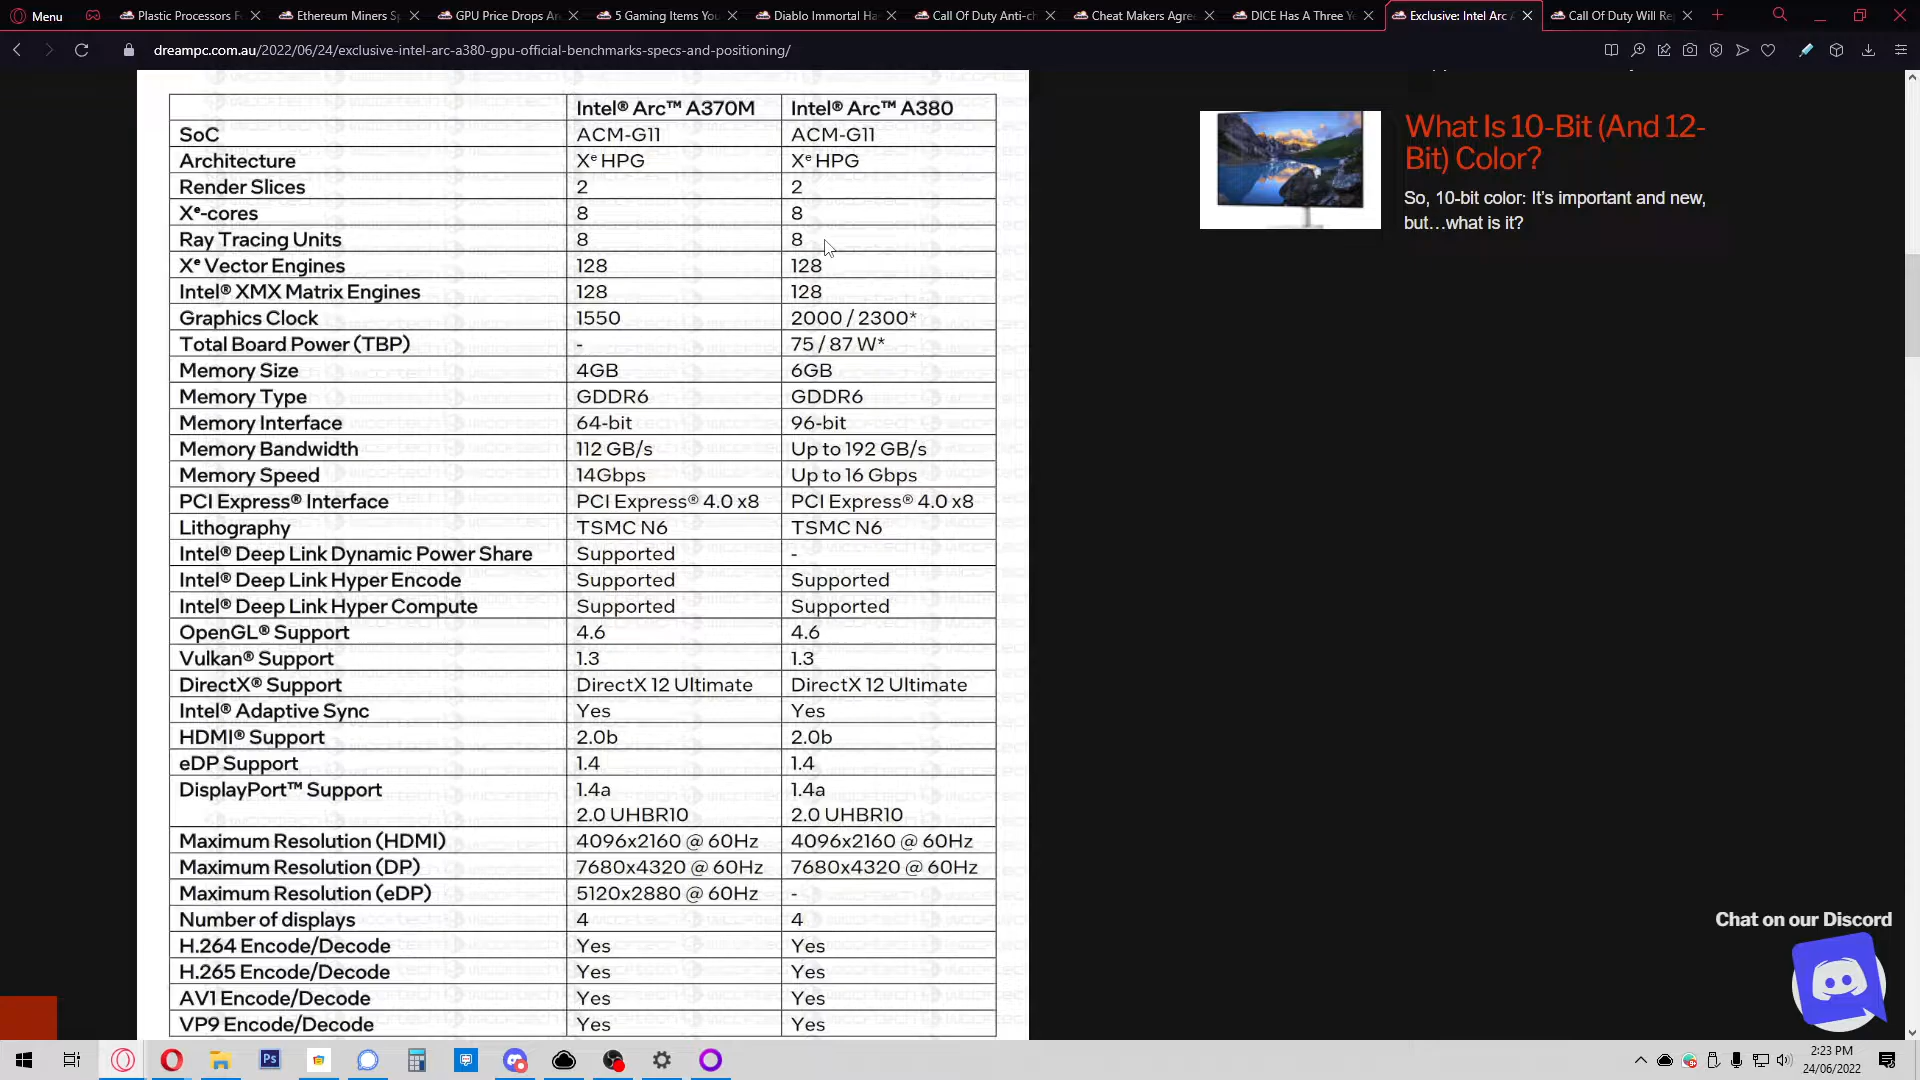 Menu
Plastic Processors F
Ethereum Miners Sp
GPU Price Drops Are
5 Gaming Items You
Diablo Immortal Ha
Call Of Duty Anti-ch
Cheat Makers Agree
DICE Has A Three Ye
Exclusive: Intel Arc A
Call Of Duty Will Re
dreampc.com.au/2022/06/24/exclusive-intel-arc-a380-gpu-official-benchmarks-specs-and-positioning/
Intel® Arc™ A370M Intel® Arc™ A380
SoC ACM-G11 ACM-G11
Architecture Xᵉ HPG Xᵉ HPG
Render Slices 2 2
Xᵉ-cores 8 8
Ray Tracing Units 8 8
Xᵉ Vector Engines 128 128
Intel® XMX Matrix Engines 128 128
Graphics Clock 1550 2000 / 2300*
Total Board Power (TBP) - 75 / 87 W*
Memory Size 4GB 6GB
Memory Type GDDR6 GDDR6
Memory Interface 64-bit 96-bit
Memory Bandwidth 112 GB/s Up to 192 GB/s
Memory Speed 14Gbps Up to 16 Gbps
PCI Express® Interface PCI Express® 4.0 x8 PCI Express® 4.0 x8
Lithography TSMC N6 TSMC N6
Intel® Deep Link Dynamic Power Share Supported -
Intel® Deep Link Hyper Encode Supported Supported
Intel® Deep Link Hyper Compute Supported Supported
OpenGL® Support 4.6 4.6
Vulkan® Support 1.3 1.3
DirectX® Support DirectX 12 Ultimate DirectX 12 Ultimate
Intel® Adaptive Sync Yes Yes
HDMI® Support 2.0b 2.0b
eDP Support 1.4 1.4
DisplayPort™ Support 1.4a 1.4a
2.0 UHBR10 2.0 UHBR10
Maximum Resolution (HDMI) 4096x2160 @ 60Hz 4096x2160 @ 60Hz
Maximum Resolution (DP) 7680x4320 @ 60Hz 7680x4320 @ 60Hz
Maximum Resolution (eDP) 5120x2880 @ 60Hz -
Number of displays 4 4
H.264 Encode/Decode Yes Yes
H.265 Encode/Decode Yes Yes
AV1 Encode/Decode Yes Yes
VP9 Encode/Decode Yes Yes
What Is 10-Bit (And 12-
Bit) Color?
So, 10-bit color: It's important and new,
but…what is it?
Chat on our Discord
Ps
2:23 PM
24/06/2022